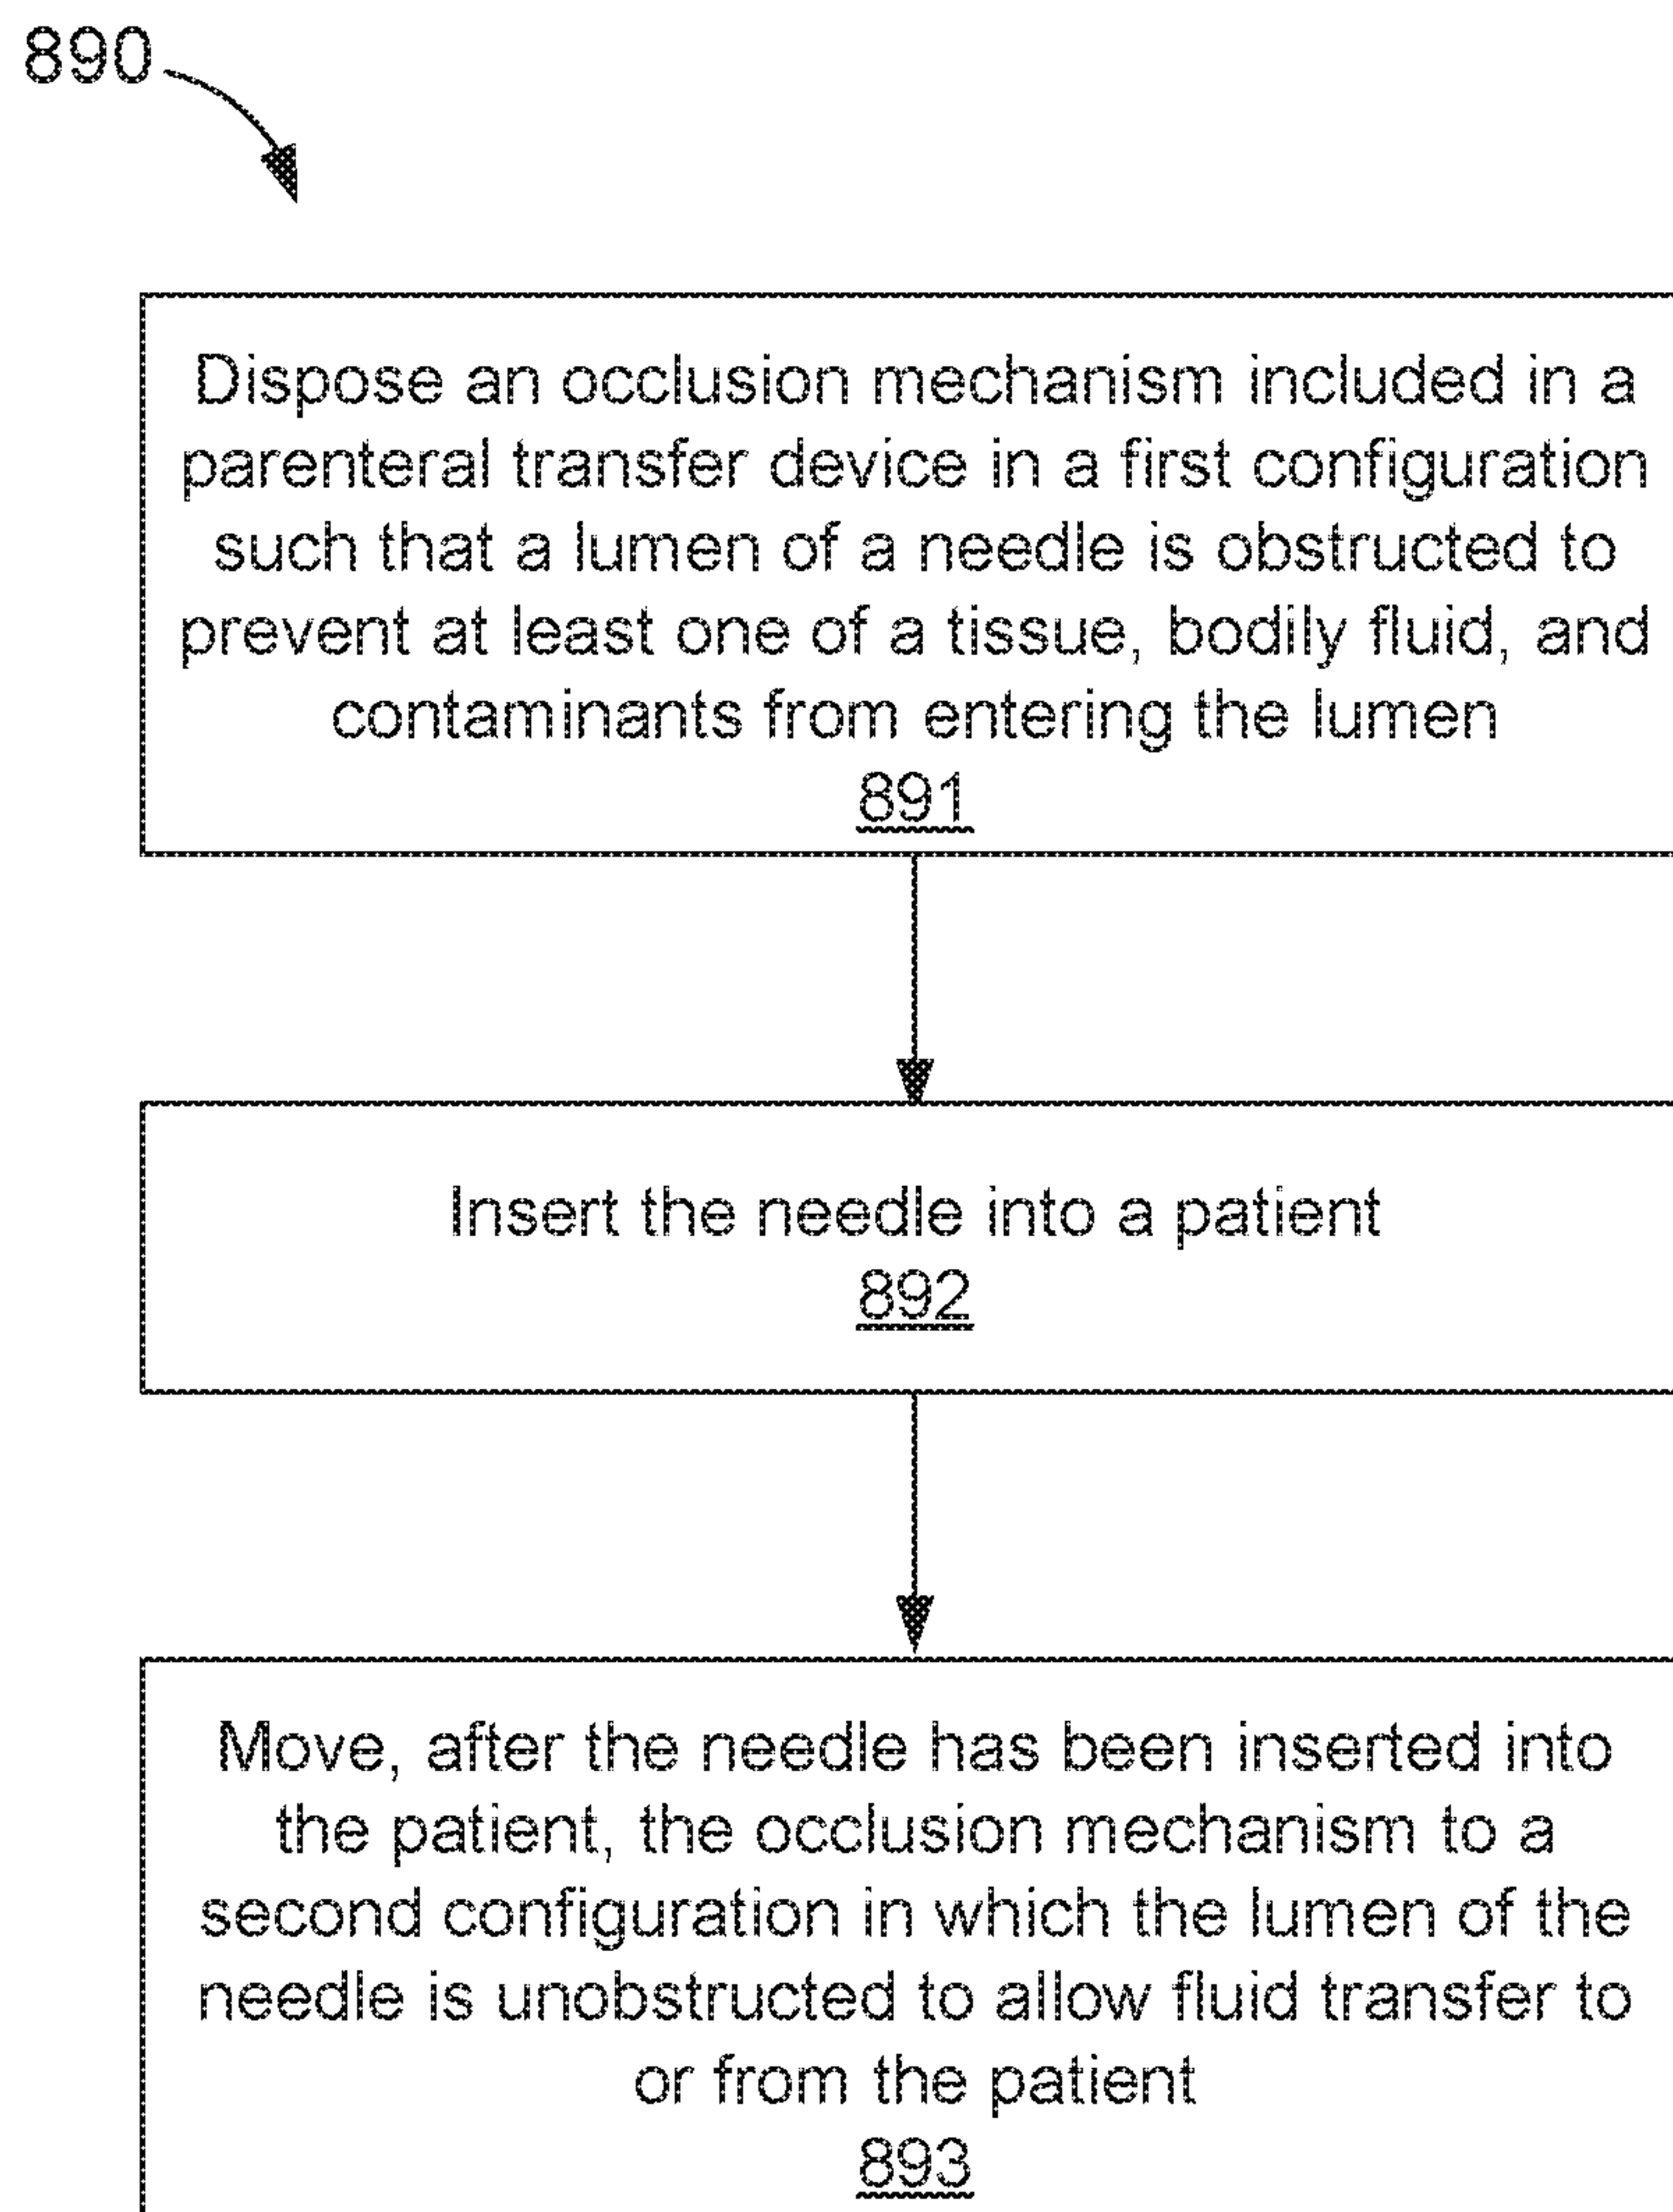 890
Dispose an occlusion mechanism included in a
parenteral transfer device in a first configuration
such that a lumen of a needle is obstructed to
prevent at least one of a tissue, bodily fluid, and
contaminants from entering the lumen
891
Insert the needle into a patient
892
Move, after the needle has been inserted into
the patient, the occlusion mechanism to a
second configuration in which the lumen of the
needle is unobstructed to allow fluid transfer to
or from the patient
893